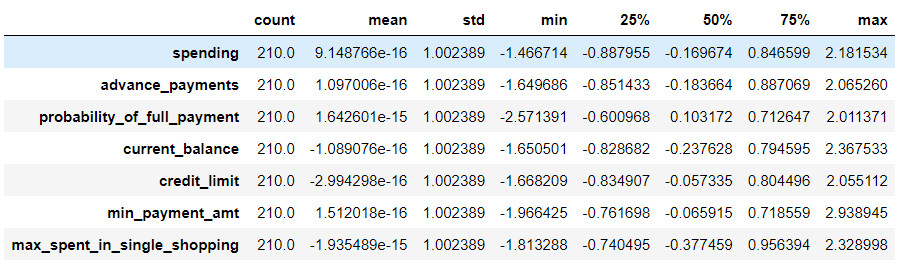 count mean std min 25% 50% 75% max
spending 210.0 9.148766e-16 1.002389 -1.466714 -0.887955 -0.169674 0.846599 2.181534
advance_payments 210.0 1.097006e-16 1.002389 -1.649686 -0.851433 -0.183664 0.887069 2.065260
probability_of_full_payment 210.0 1.642601e-15 1.002389 -2.571391 -0.600968 0.103172 0.712647 2.011371
current_balance 210.0 -1.089076e-16 1.002389 -1.650501 -0.828682 -0.237628 0.794595 2.367533
credit_limit 210.0 -2.994298e-16 1.002389 -1.668209 -0.834907 -0.057335 0.804496 2.055112
min_payment_amt 210.0 1.512018e-16 1.002389 -1.966425 -0.761698 -0.065915 0.718559 2.938945
max_spent_in_single_shopping 210.0 -1.935489e-15 1.002389 -1.813288 -0.740495 -0.377459 0.956394 2.328998